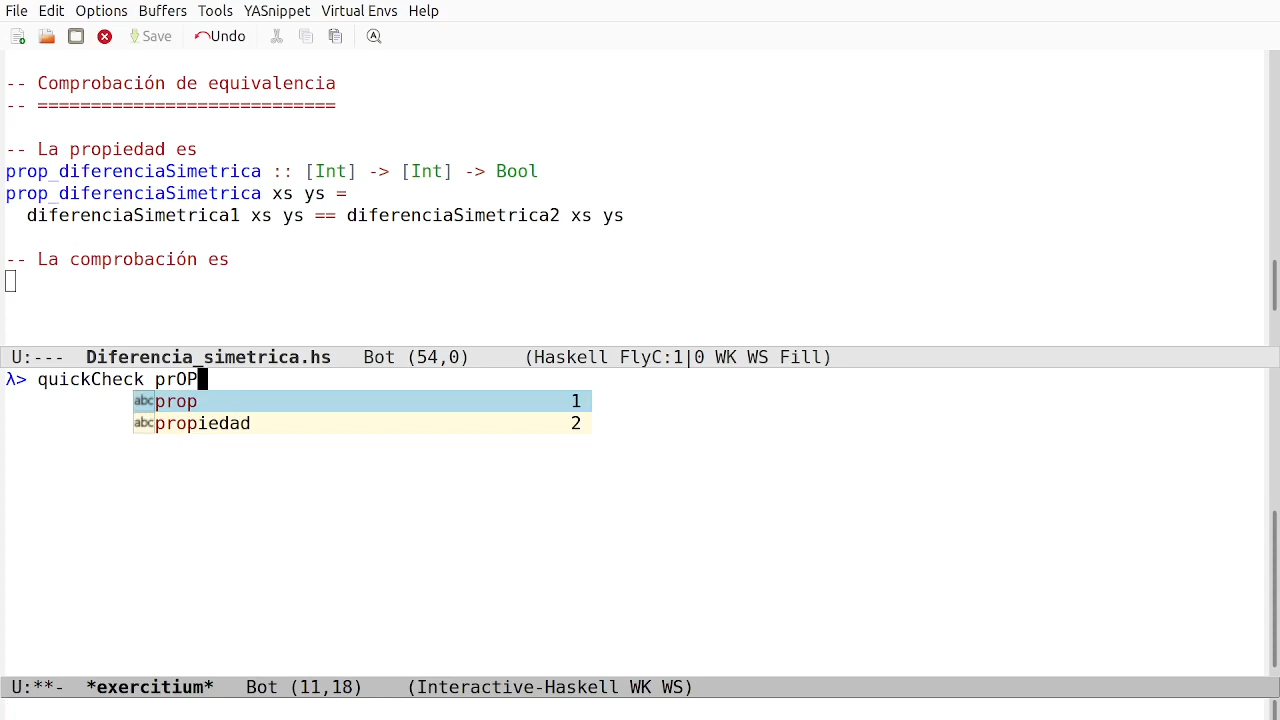 File Edit Options Buffers Tools YASnippet Virtual Envs Help
Save Undo
-- Comprobación de equivalencia
-- ============================
-- La propiedad es
prop_diferenciaSimetrica :: [Int] -> [Int] -> Bool
prop_diferenciaSimetrica xs ys =
diferenciaSimetrica1 xs ys == diferenciaSimetrica2 xs ys
-- La comprobación es
U:--- Diferencia_simetrica.hs Bot (54,0) (Haskell FlyC:1|0 WK WS Fill)
λ> quickCheck prOP
abc prop 1
abc propiedad 2
U:**- *exercitium* Bot (11,18) (Interactive-Haskell WK WS)